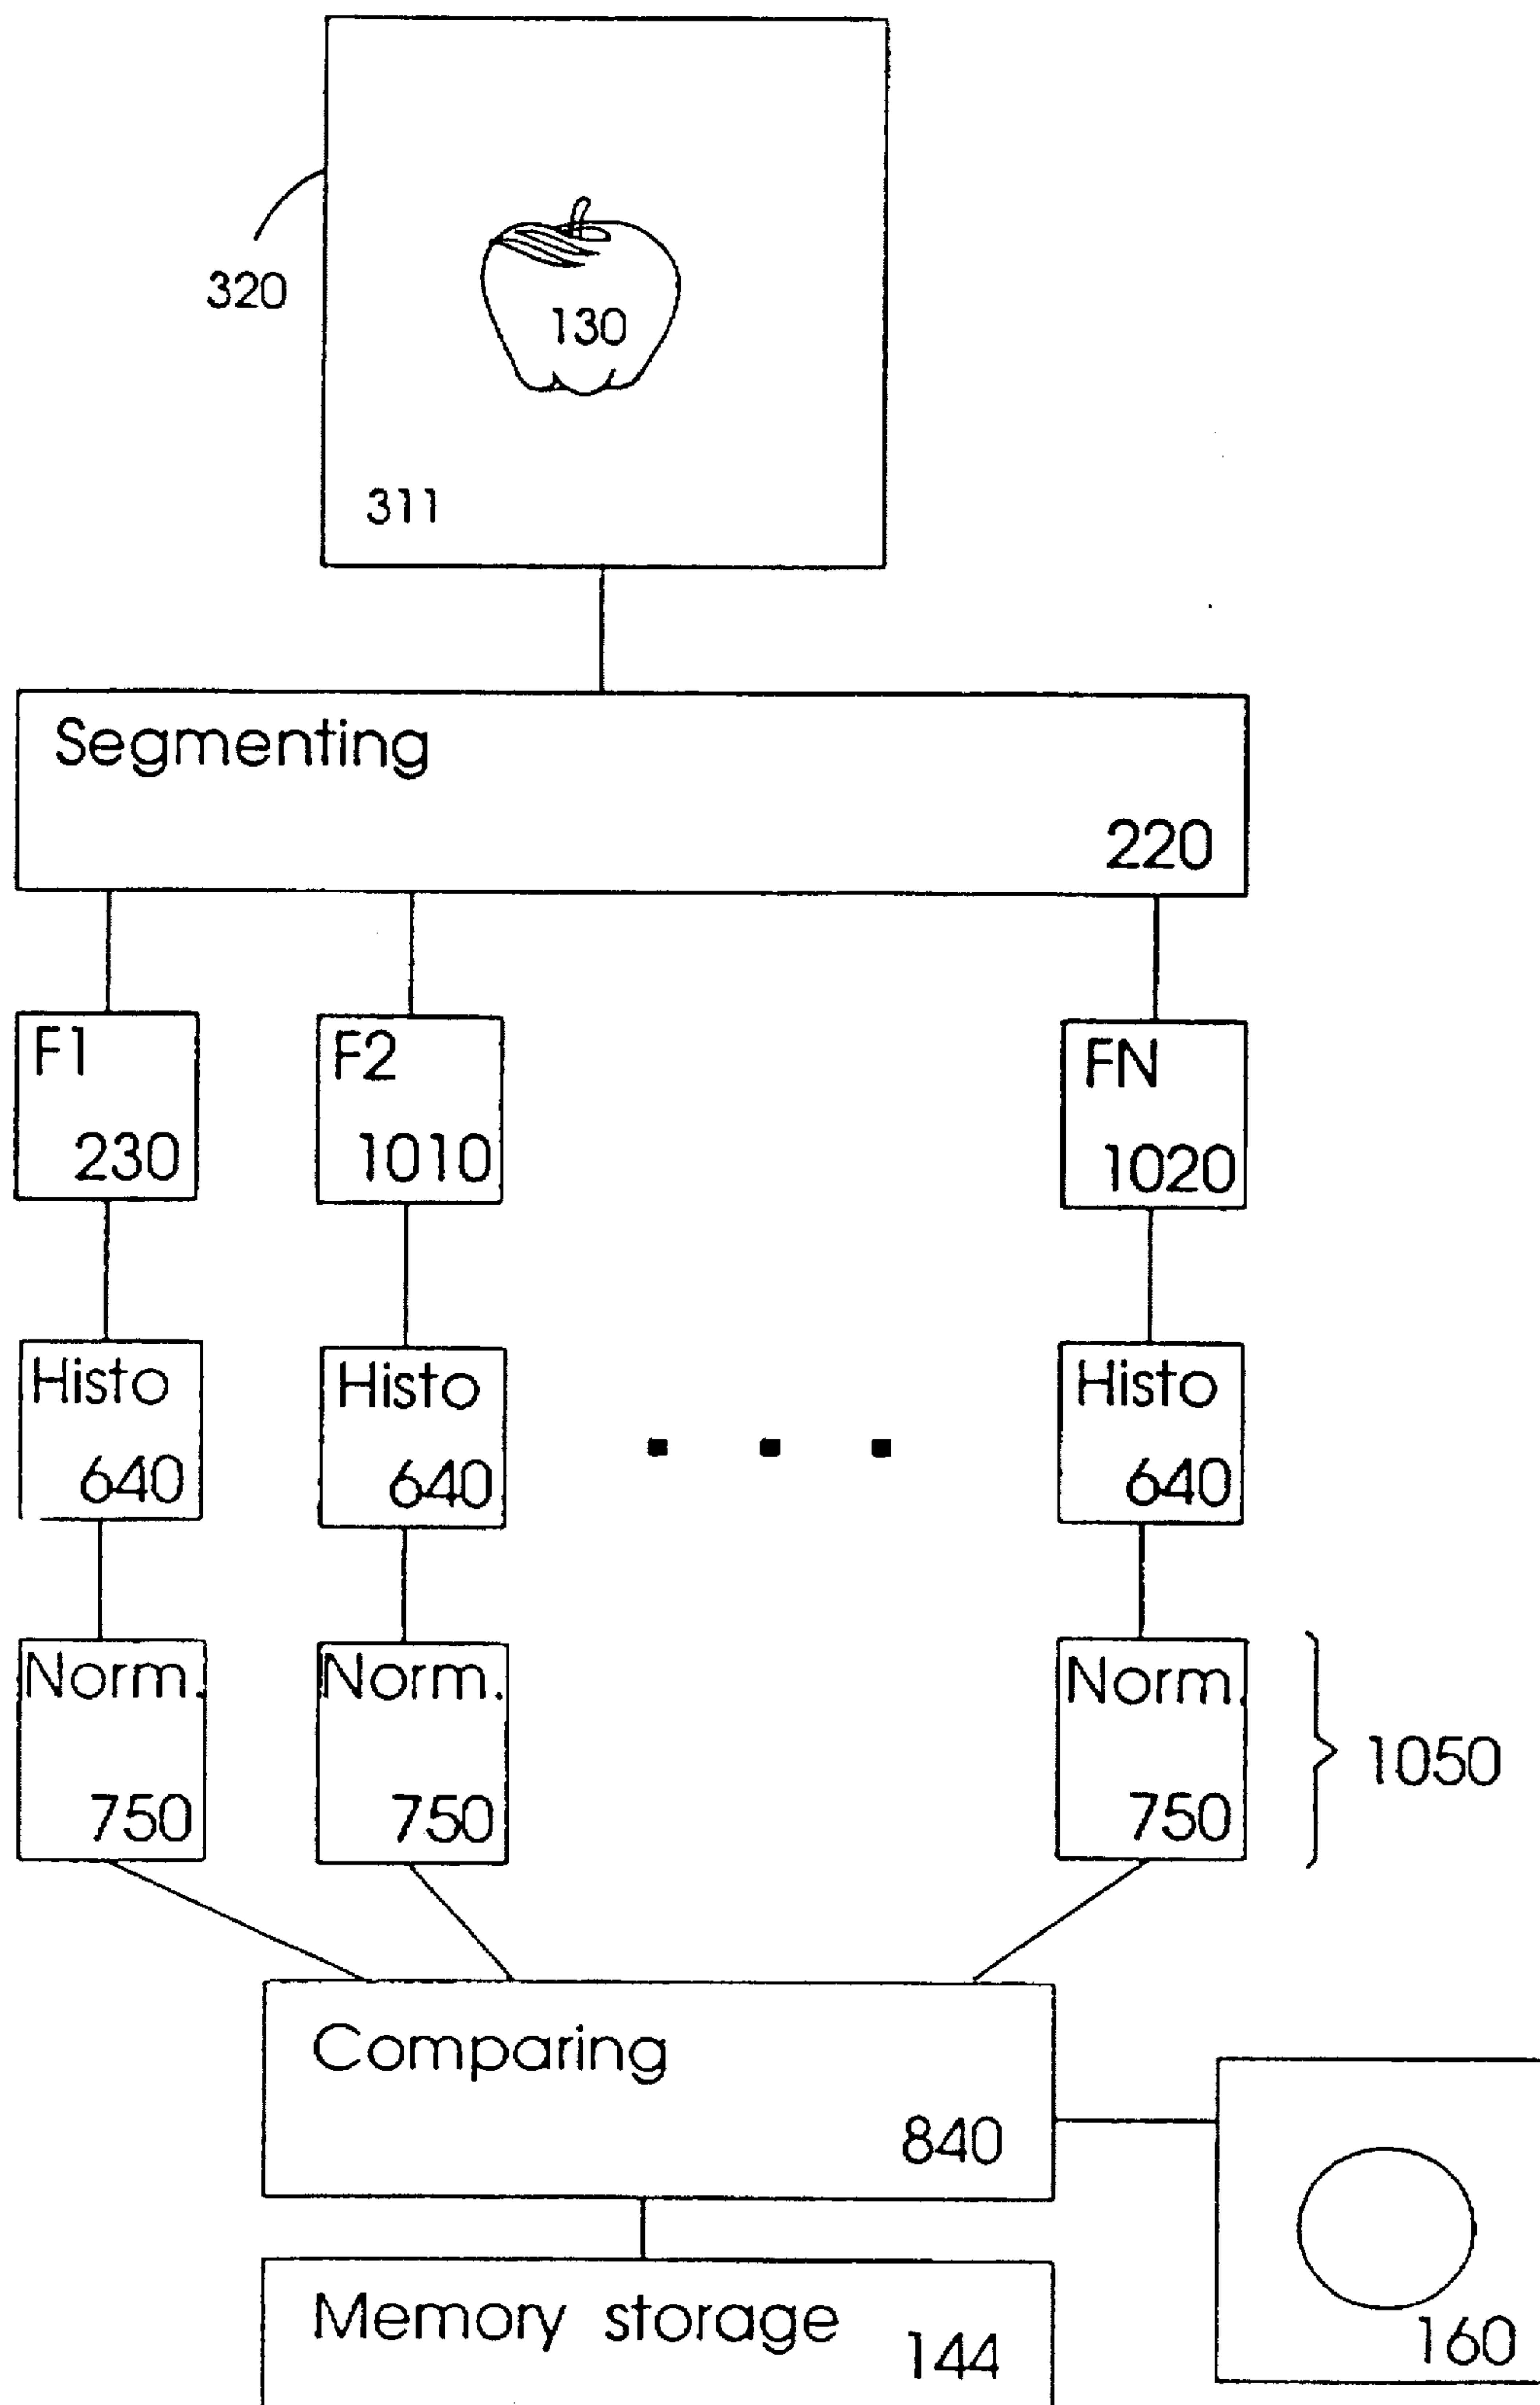 320
130
311
Segmenting
220
F1
230
F2
1010
FN
1020
Histo
640
Histo
640
Histo
640
Norm.
750
Norm.
750
Norm.
750
1050
Comparing
840
Memory storage
144
160